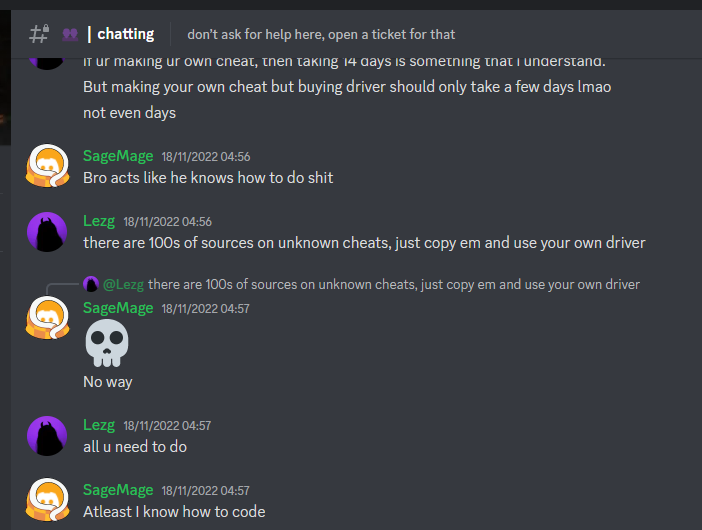 | chatting don't ask for help here, open a ticket for that
if ur making ur own cheat, then taking 14 days is something that i understand.
But making your own cheat but buying driver should only take a few days lmao
not even days
SageMage 18/11/2022 04:56
Bro acts like he knows how to do shit
Lezg 18/11/2022 04:56
there are 100s of sources on unknown cheats, just copy em and use your own driver
@Lezg there are 100s of sources on unknown cheats, just copy em and use your own driver
SageMage 18/11/2022 04:57
No way
Lezg 18/11/2022 04:57
all u need to do
SageMage 18/11/2022 04:57
Atleast I know how to code